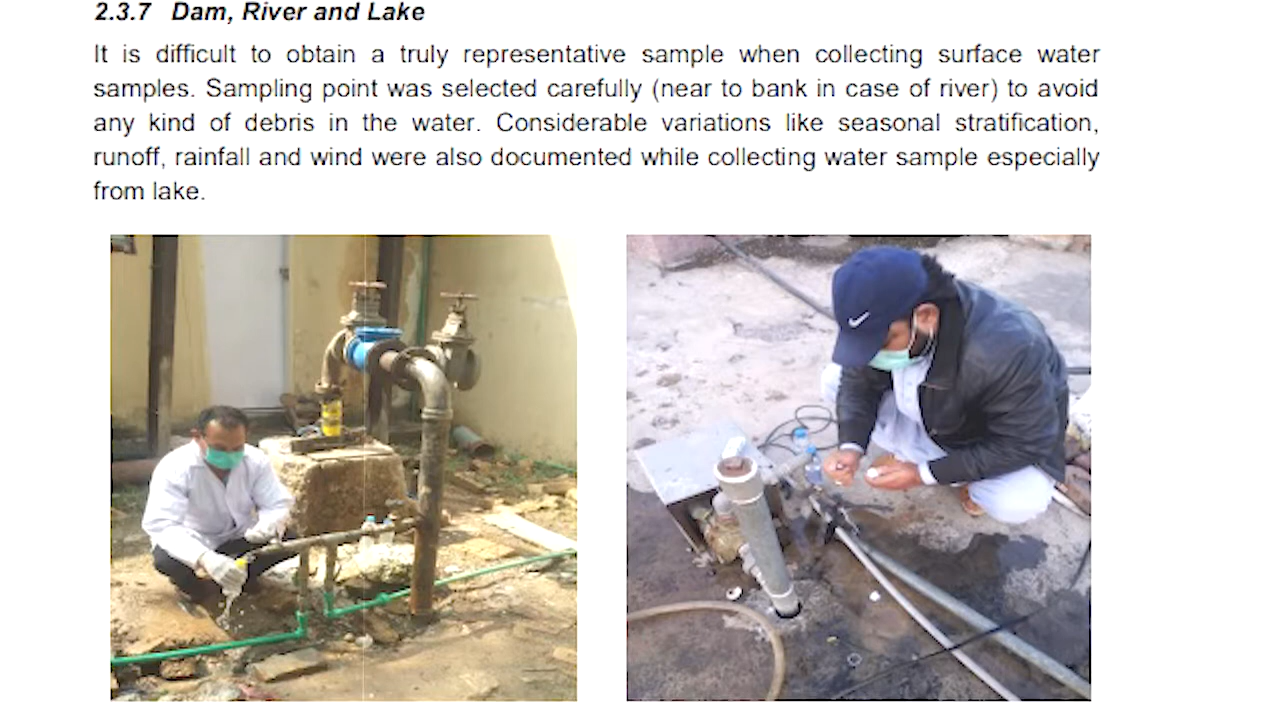 2.3.7 Dam, River and Lake
It is difficult to obtain a truly representative sample when collecting surface water
samples. Sampling point was selected carefully (near to bank in case of river) to avoid
any kind of debris in the water. Considerable variations like seasonal stratification,
runoff, rainfall and wind were also documented while collecting water sample especially
from lake.